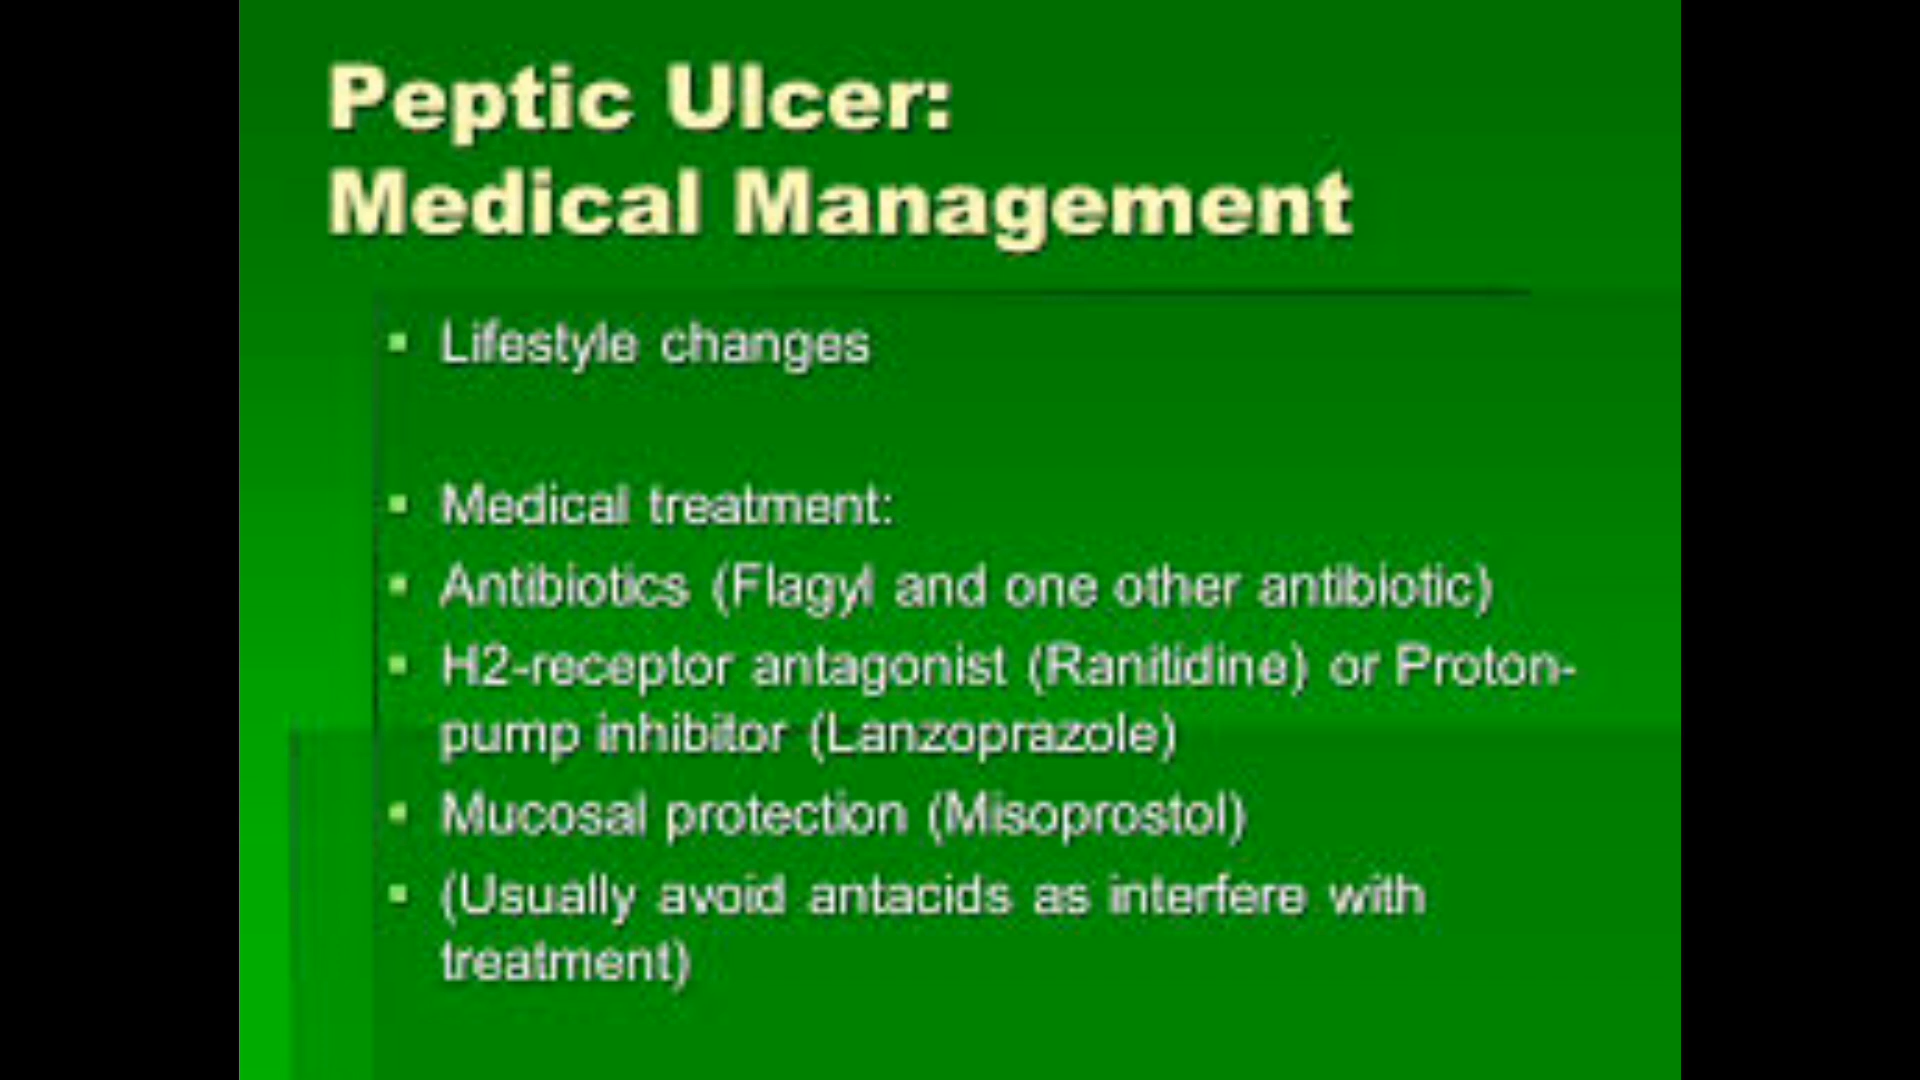 Peptic Ulcer:
Medical Management
Lifestyle changes
Medical treatment:
Antibiotics (Flagyl and one other antibiotic)
H2-receptor antagonist (Ranitidine) or Proton-
pump inhibitor (Lanzoprazole)
Mucosal protection (Misoprostol)
(Usually avoid antacids as interfere with
treatment)